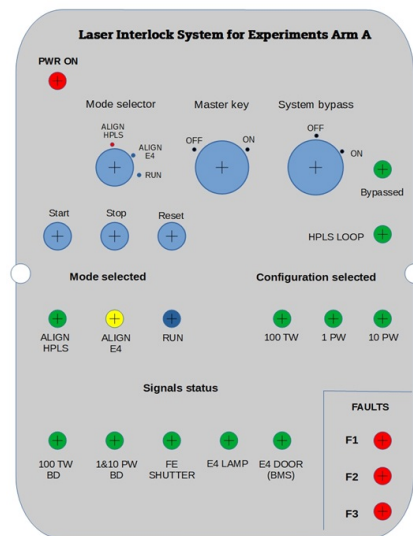 Laser Interlock System for Experiments Arm A
PWR ON
Mode selector
Master key
System bypass
ALIGN
HPLS
ALIGN
E4
RUN
OFF
ON
OFF
ON
Bypassed
Start
Stop
Reset
HPLS LOOP
Mode selected
Configuration selected
ALIGN
HPLS
ALIGN
E4
RUN
100 TW
1 PW
10 PW
Signals status
100 TW
BD
1&10 PW
BD
FE
SHUTTER
E4 LAMP
E4 DOOR
(BMS)
FAULTS
F1
F2
F3